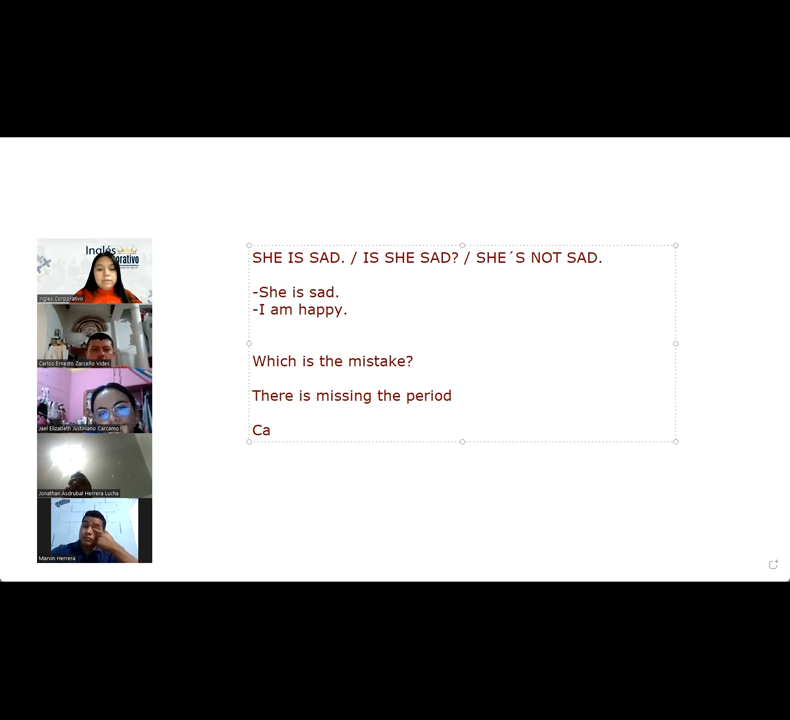 Inglés
orativo
Ingles Corporativo
Carlos Ernesto Zarceño Vides
Jael Elizabeth Justiniano Carcamo
Jonathan Asdrubal Herrera Lucha
Marvin Herrera
SHE IS SAD. / IS SHE SAD? / SHE´S NOT SAD.
-She is sad.
-I am happy.
Which is the mistake?
There is missing the period
Ca